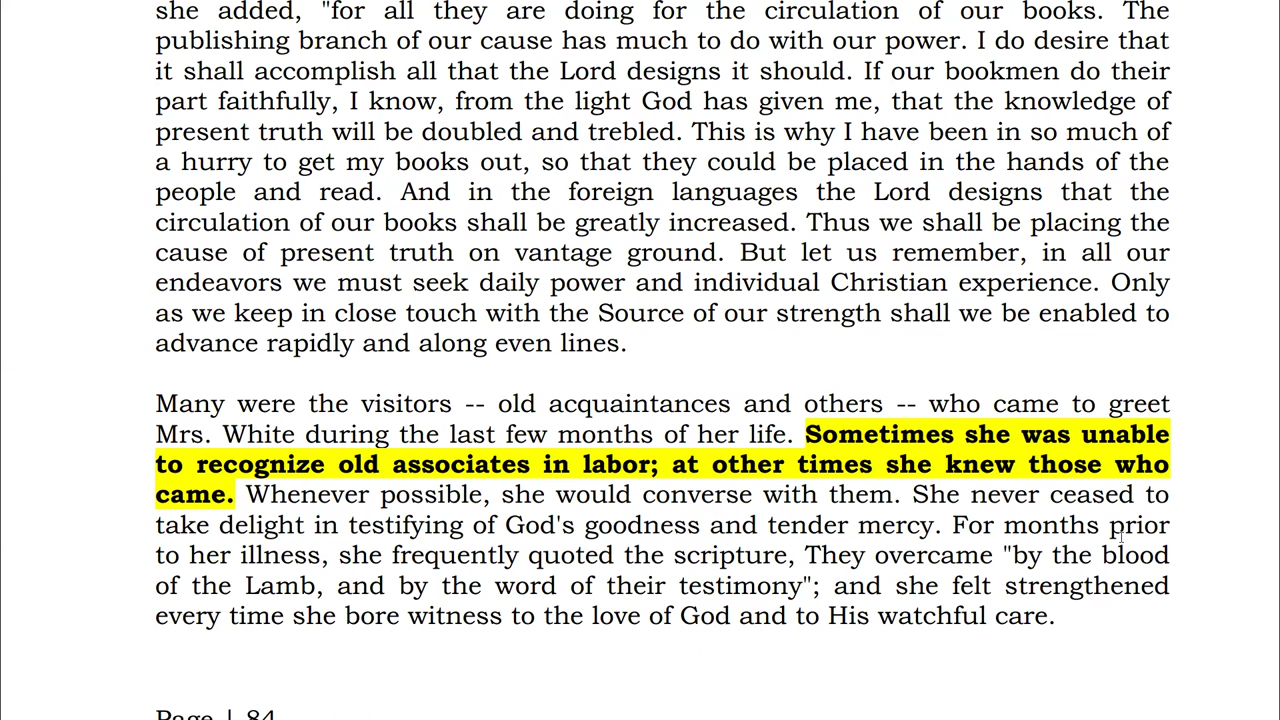 she added, "for all they are doing for the circulation of our books. The
publishing branch of our cause has much to do with our power. I do desire that
it shall accomplish all that the Lord designs it should. If our bookmen do their
part faithfully, I know, from the light God has given me, that the knowledge of
present truth will be doubled and trebled. This is why I have been in so much of
a hurry to get my books out, so that they could be placed in the hands of the
people and read. And in the foreign languages the Lord designs that the
circulation of our books shall be greatly increased. Thus we shall be placing the
cause of present truth on vantage ground. But let us remember, in all our
endeavors we must seek daily power and individual Christian experience. Only
as we keep in close touch with the Source of our strength shall we be enabled to
advance rapidly and along even lines.
Many were the visitors -- old acquaintances and others -- who came to greet
Mrs. White during the last few months of her life. Sometimes she was unable
to recognize old associates in labor; at other times she knew those who
came. Whenever possible, she would converse with them. She never ceased to
take delight in testifying of God's goodness and tender mercy. For months prior
to her illness, she frequently quoted the scripture, They overcame "by the blood
of the Lamb, and by the word of their testimony"; and she felt strengthened
every time she bore witness to the love of God and to His watchful care.
Page | 84